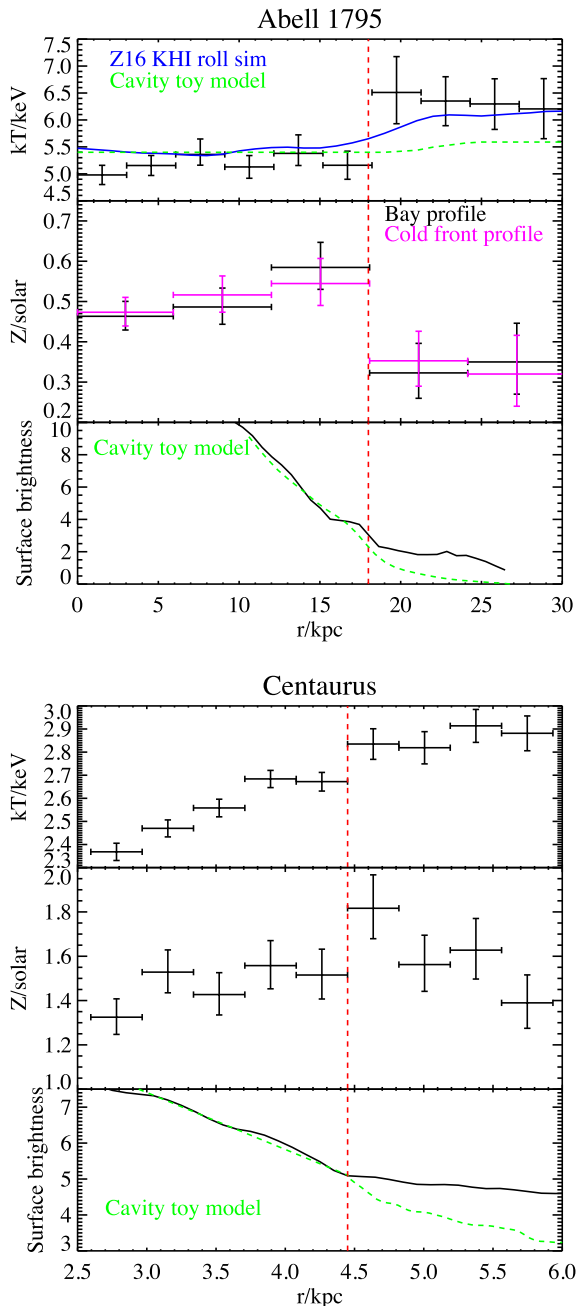 Abell 1795
7.5
7.0
6.5
6.0
5.5
5.0
4.5
kT/keV
Z16 KHI roll sim
Cavity toy model
0.7
0.6
0.5
0.4
0.3
0.2
Z/solar
Bay profile
Cold front profile
10
8
6
4
2
0
Surface brightness
Cavity toy model
0 5 10 15 20 25 30
r/kpc
Centaurus
3.0
2.9
2.8
2.7
2.6
2.5
2.4
2.3
kT/keV
2.0
1.8
1.6
1.4
1.2
1.0
Z/solar
7
6
5
4
3
Surface brightness
Cavity toy model
2.5 3.0 3.5 4.0 4.5 5.0 5.5 6.0
r/kpc